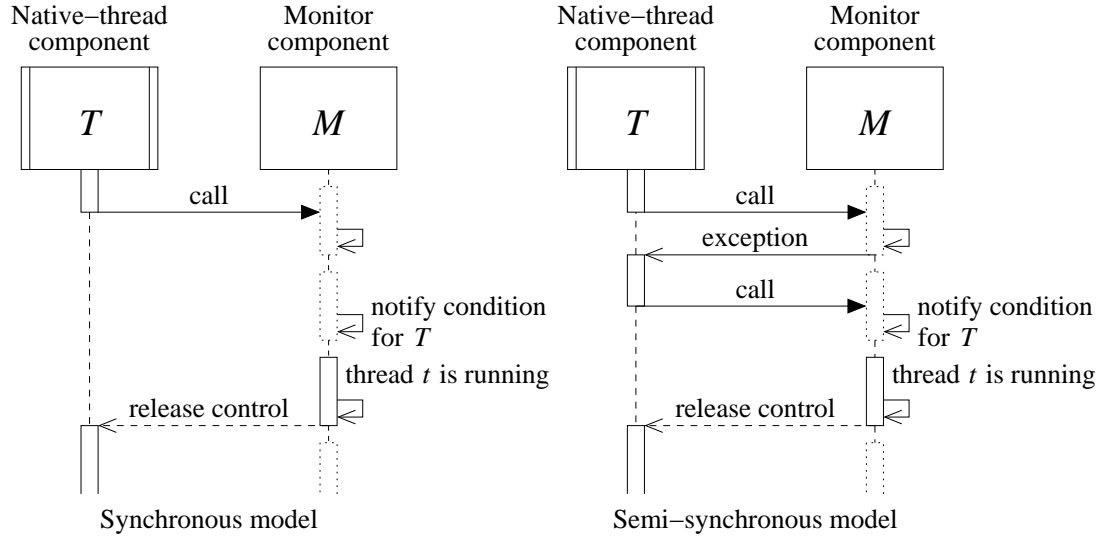 Native−thread component
Monitor component
T
M
call
notify condition for T
thread t is running
release control
Synchronous model
Native−thread component
Monitor component
T
M
call
exception
call
notify condition for T
thread t is running
release control
Semi−synchronous model